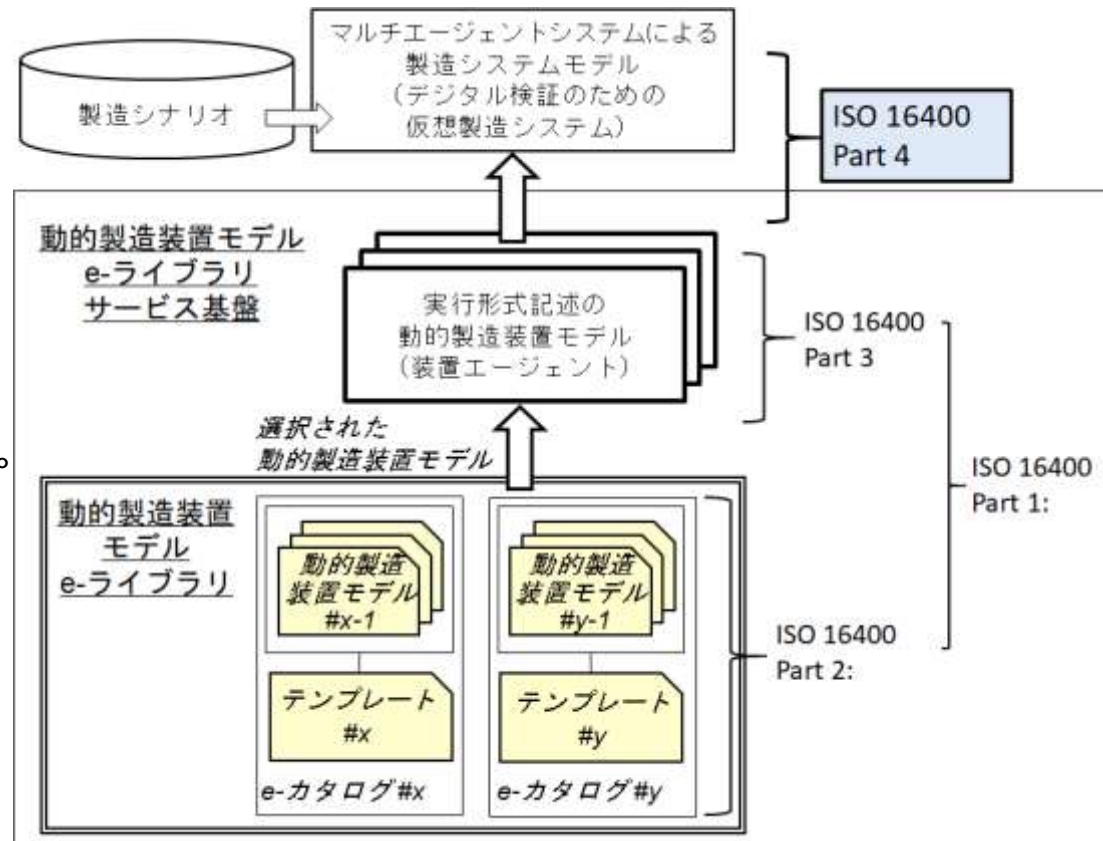 マルチエージェントシステムによる
製造システムモデル
(デジタル検証のための
仮想製造システム)
製造シナリオ
ISO 16400
Part 4
動的製造装置モデル
e-ライブラリ
サービス基盤
実行形式記述の
動的製造装置モデル
(装置エージェント)
ISO 16400
Part 3
選択された
動的製造装置モデル
。
ISO 16400
Part 1:
動的製造装置
モデル
e-ライブラリ
動的製造
装置モデル
#x-1
動的製造
装置モデル
#y-1
ISO 16400
Part 2:
テンプレート
#x
テンプレート
#y
e-カタログ#x
e-カタログ#y